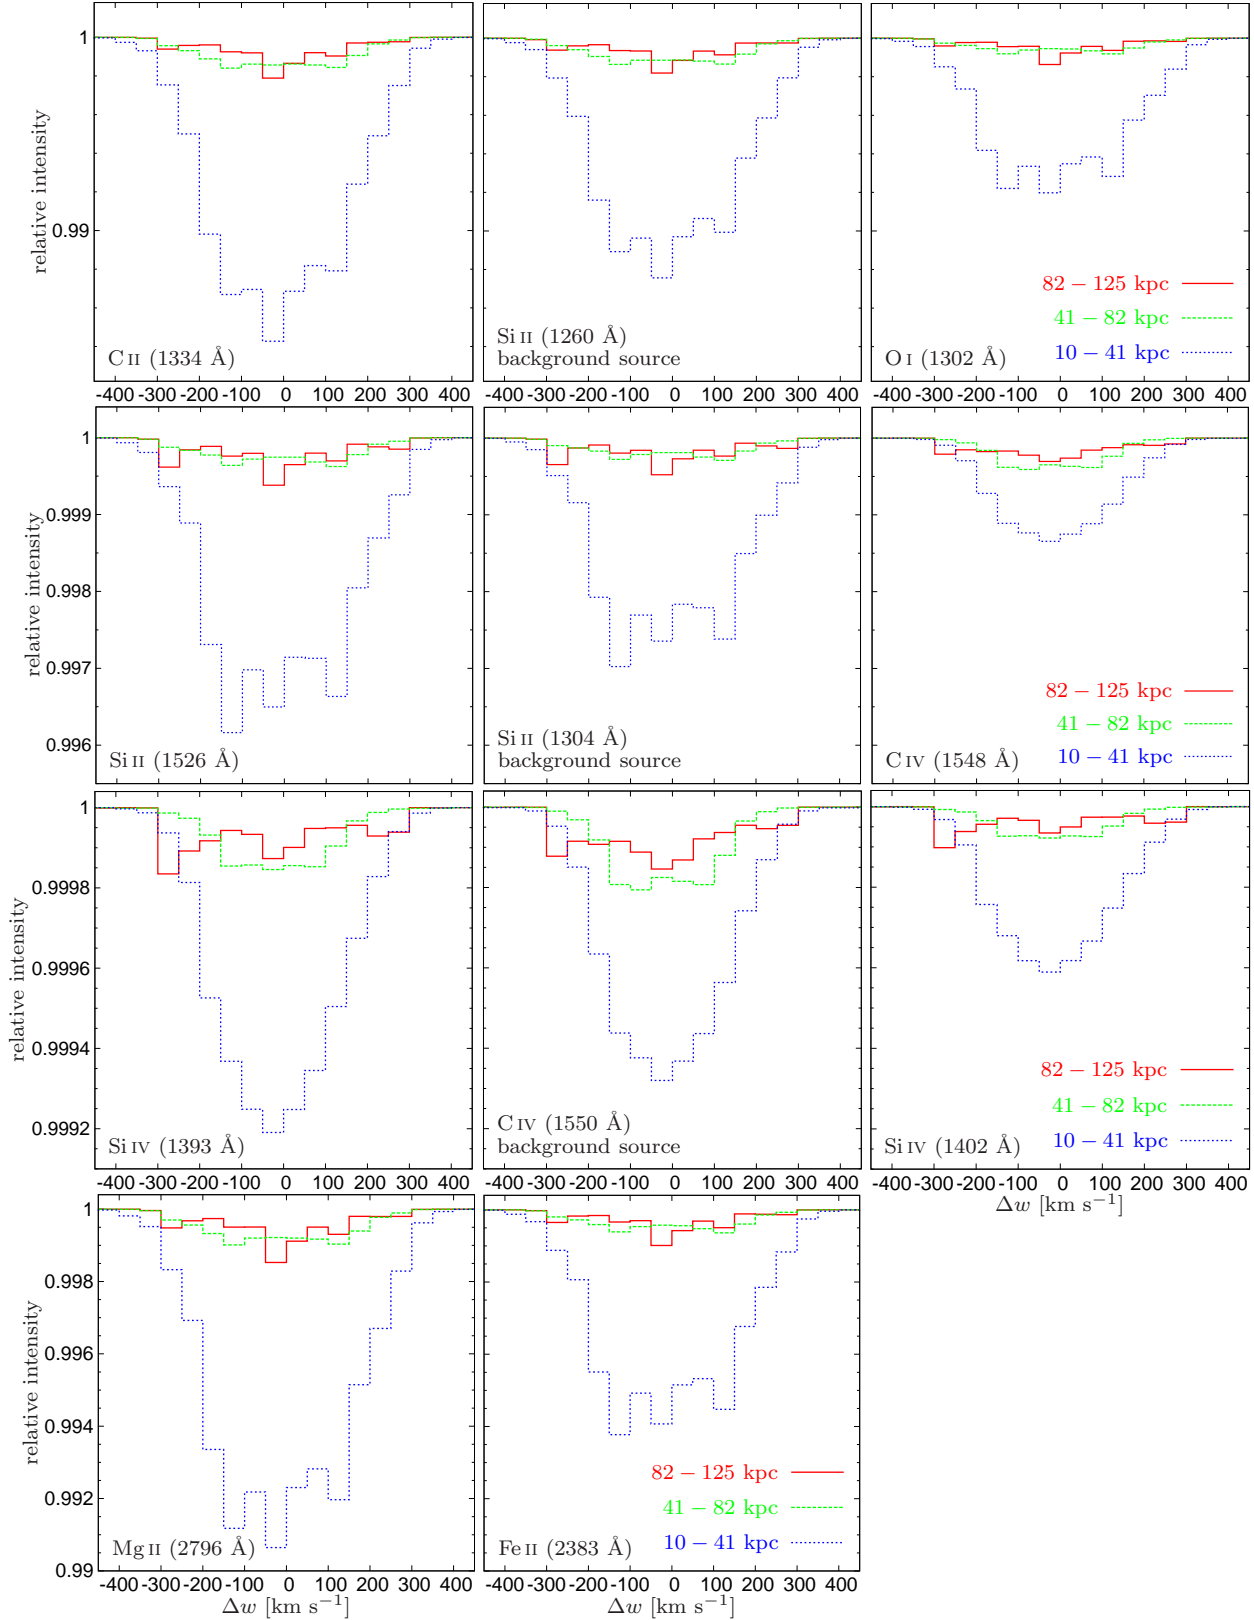 1
0.99
relative intensity
C II (1334 Å)
Si II (1260 Å)
background source
O I (1302 Å)
82 − 125 kpc
41 − 82 kpc
10 − 41 kpc
-400 -300 -200 -100 0 100 200 300 400
-400 -300 -200 -100 0 100 200 300 400
-400 -300 -200 -100 0 100 200 300 400
1
0.999
0.998
0.997
0.996
relative intensity
Si II (1526 Å)
Si II (1304 Å)
background source
C IV (1548 Å)
82 − 125 kpc
41 − 82 kpc
10 − 41 kpc
1
0.9998
0.9996
0.9994
0.9992
relative intensity
Si IV (1393 Å)
C IV (1550 Å)
background source
Si IV (1402 Å)
82 − 125 kpc
41 − 82 kpc
10 − 41 kpc
-400 -300 -200 -100 0 100 200 300 400
-400 -300 -200 -100 0 100 200 300 400
-400 -300 -200 -100 0 100 200 300 400
Δw [km s⁻¹]
1
0.998
0.996
0.994
0.992
0.99
relative intensity
Mg II (2796 Å)
Fe II (2383 Å)
82 − 125 kpc
41 − 82 kpc
10 − 41 kpc
-400 -300 -200 -100 0 100 200 300 400
-400 -300 -200 -100 0 100 200 300 400
Δw [km s⁻¹]
Δw [km s⁻¹]